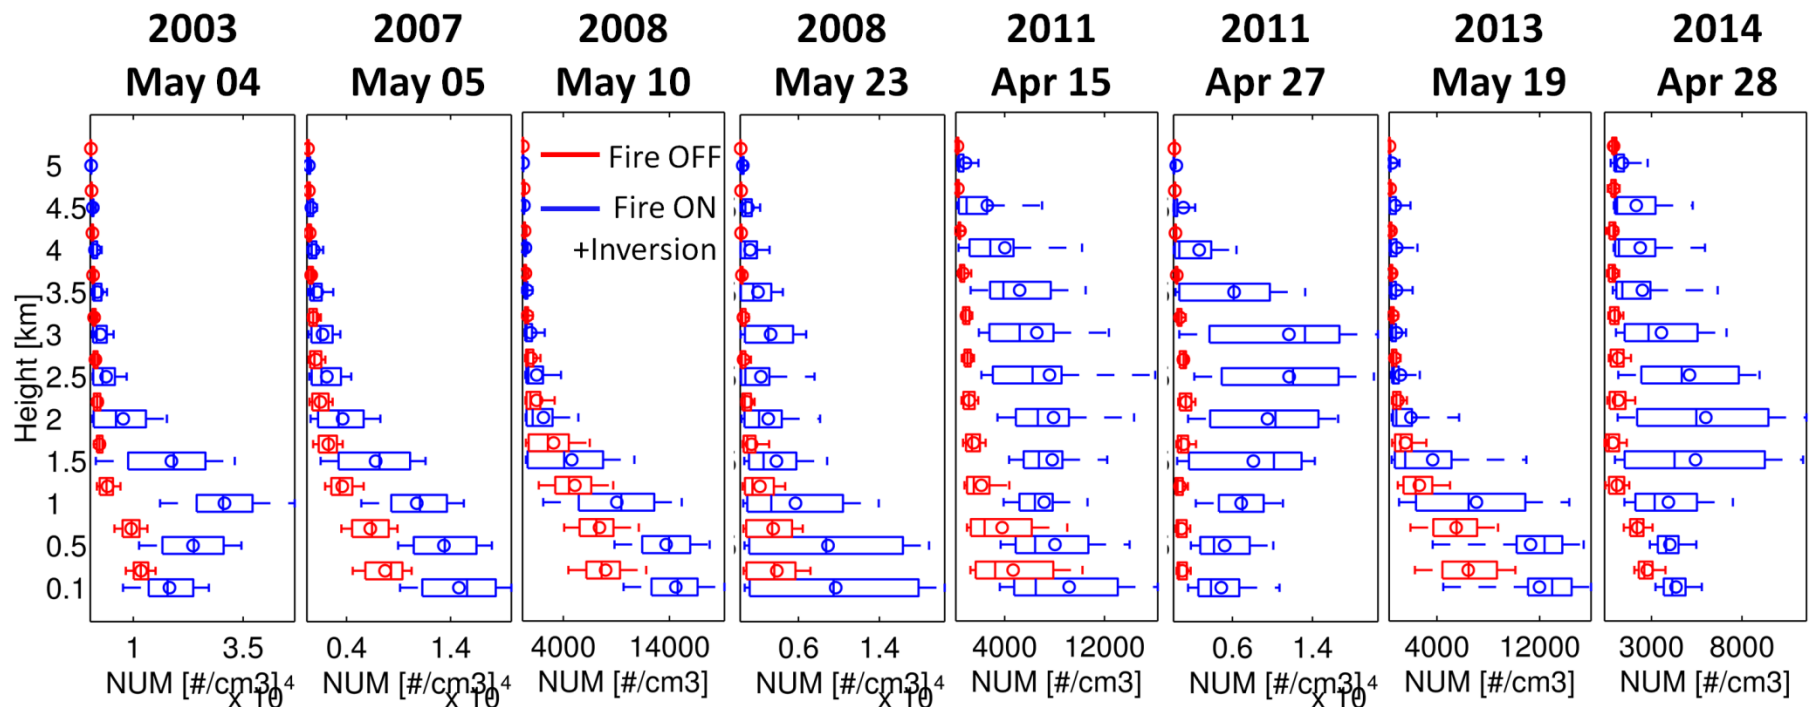 2003 2007 2008 2008 2011 2011 2013 2014
May 04 May 05 May 10 May 23 Apr 15 Apr 27 May 19 Apr 28
Fire OFF
Fire ON
+Inversion
Height [km]
5
4.5
4
3.5
3
2.5
2
1.5
1
0.5
0.1
1 3.5 0.4 1.4 4000 14000 0.6 1.4 4000 12000 0.6 1.4 4000 12000 3000 8000
NUM [#/cm3] NUM [#/cm3] NUM [#/cm3] NUM [#/cm3] NUM [#/cm3] NUM [#/cm3] NUM [#/cm3] NUM [#/cm3]
x 10⁴ x 10⁴ x 10⁴ x 10⁴